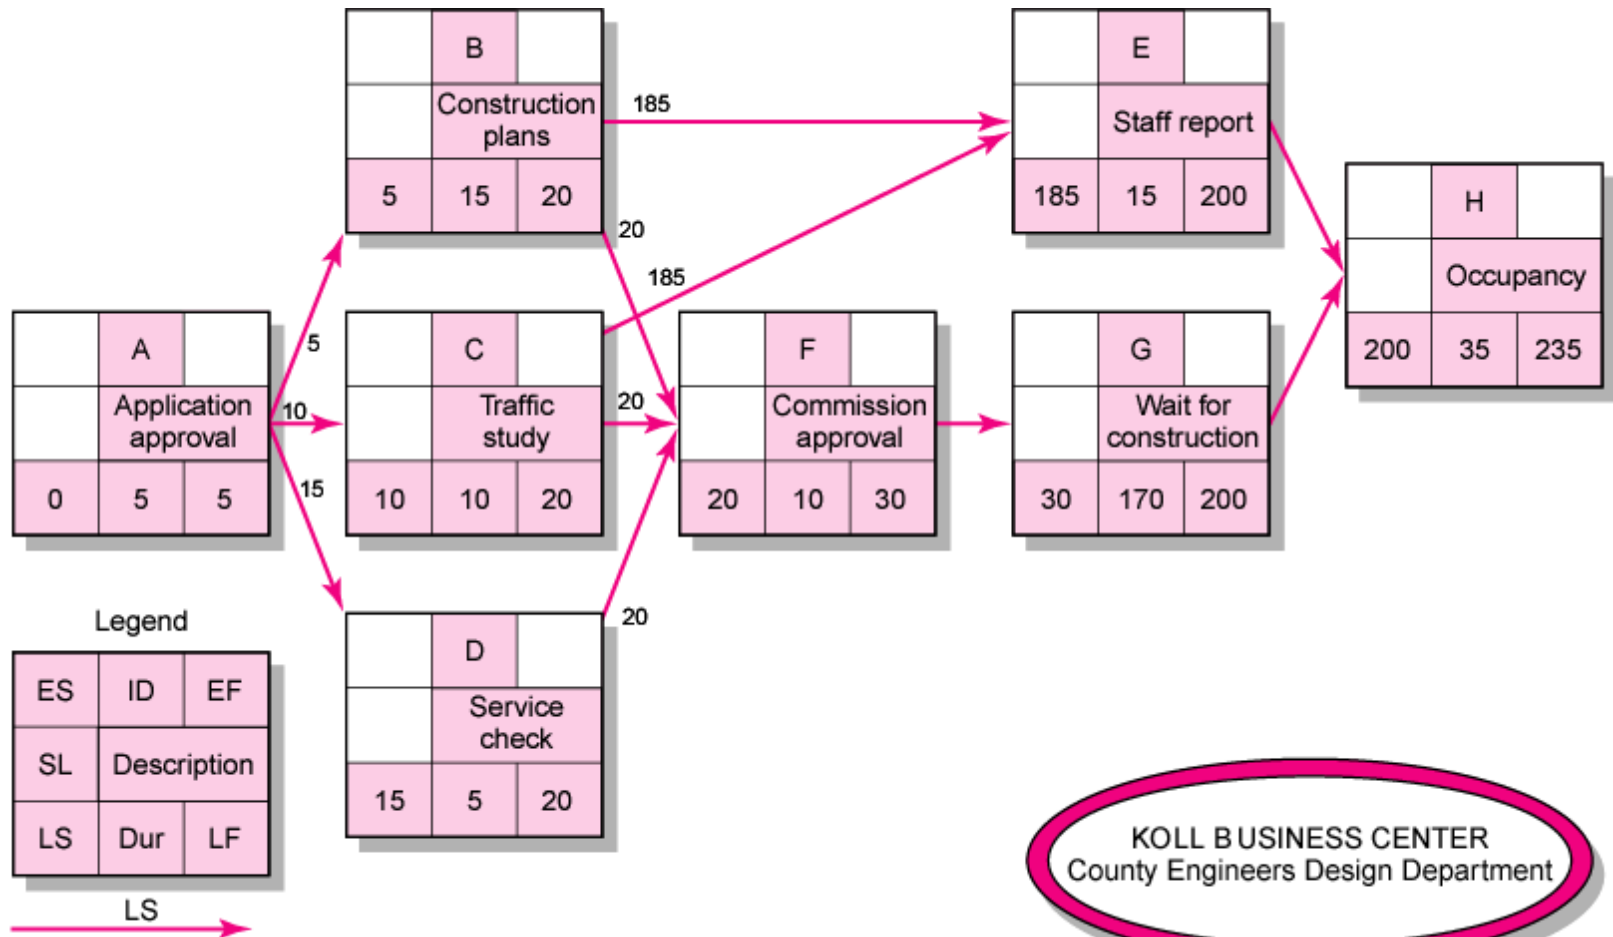 B
Construction
plans
5 15 20
185
20
185
E
Staff report
185 15 200
H
Occupancy
200 35 235
A
Application
approval
0 5 5
5
10
15
C
Traffic
study
10 10 20
20
F
Commission
approval
20 10 30
G
Wait for
construction
30 170 200
D
Service
check
15 5 20
20
Legend
ES ID EF
SL Description
LS Dur LF
LS
KOLL BUSINESS CENTER
County Engineers Design Department